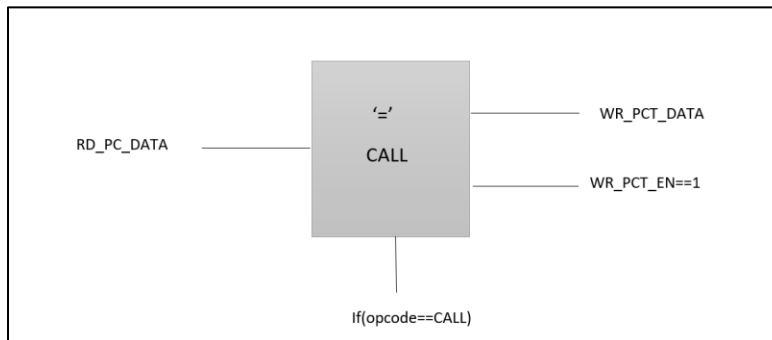 ‘=’
CALL
RD_PC_DATA
WR_PCT_DATA
WR_PCT_EN==1
If(opcode==CALL)